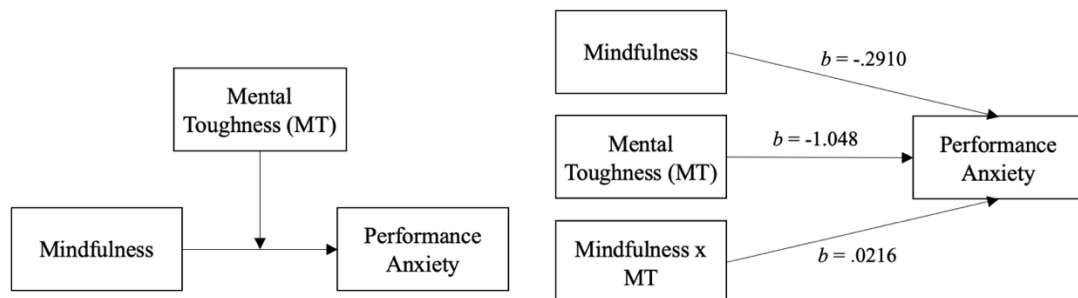 Mental
Toughness (MT)
Mindfulness
Performance
Anxiety
Mindfulness
b = -.2910
Mental
Toughness (MT)
b = -1.048
Performance
Anxiety
Mindfulness x
MT
b = .0216